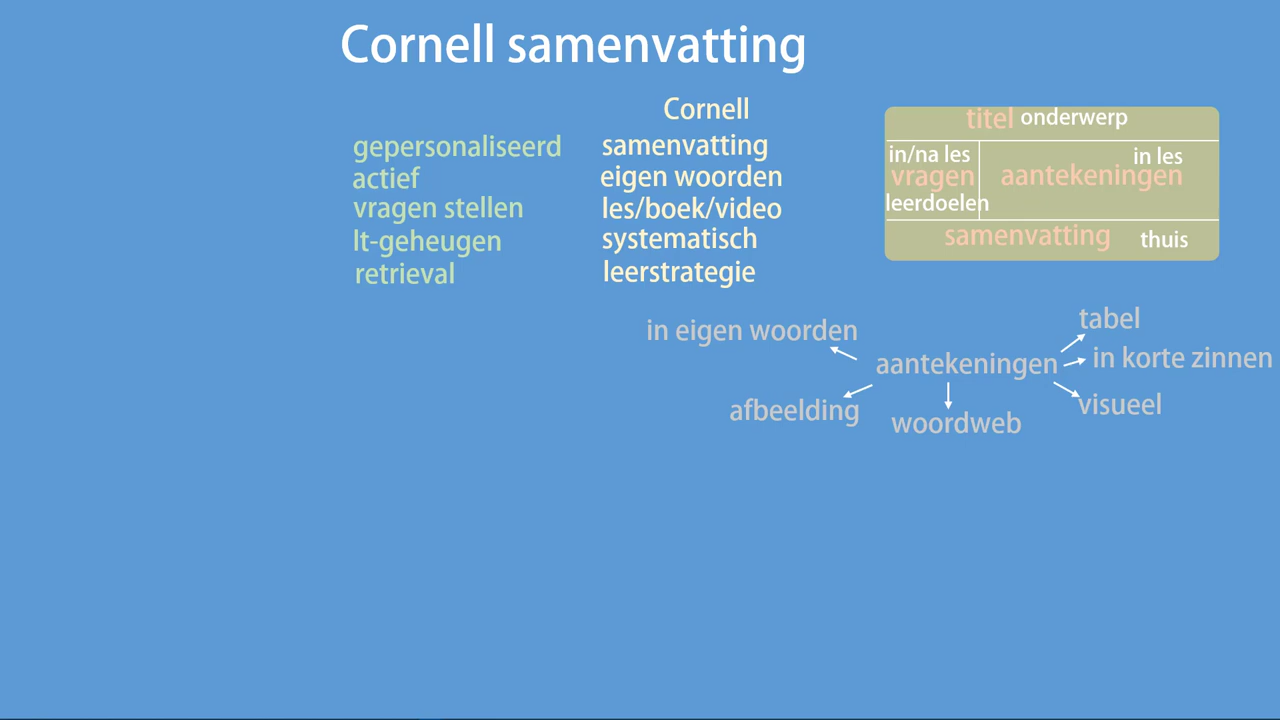 Cornell samenvatting
gepersonaliseerd
actief
vragen stellen
lt-geheugen
retrieval
Cornell
samenvatting
eigen woorden
les/boek/video
systematisch
leerstrategie
titel onderwerp
in/na les
vragen
leerdoelen
in les
aantekeningen
samenvatting thuis
in eigen woorden
tabel
aantekeningen
in korte zinnen
afbeelding
woordweb
visueel